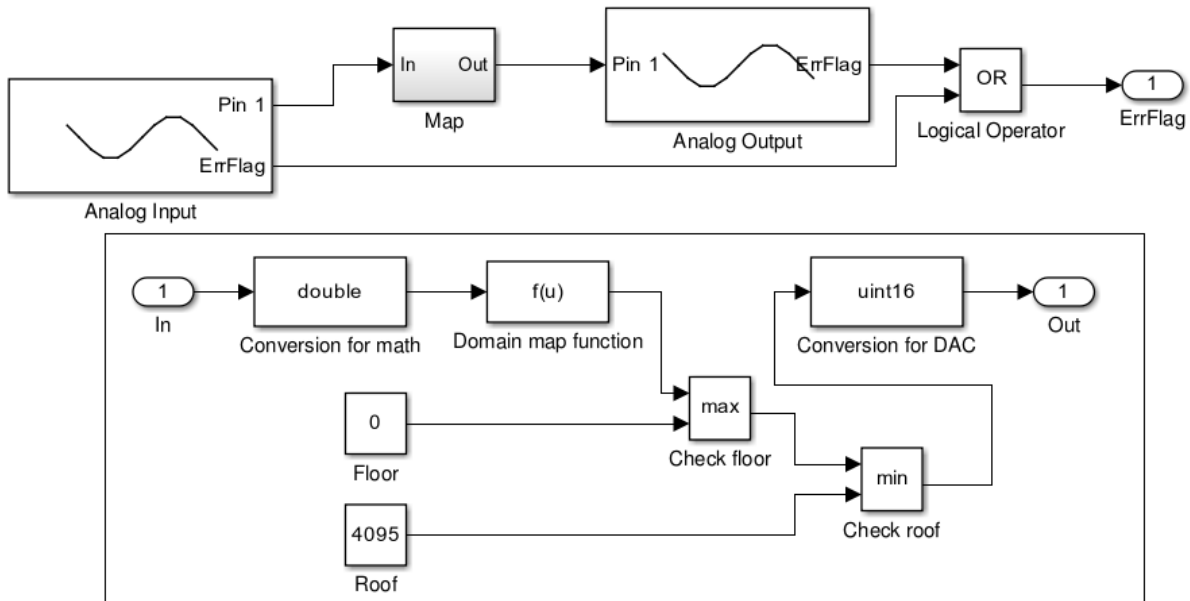 Pin 1
ErrFlag
Analog Input
In
Out
Map
Pin 1
ErrFlag
Analog Output
OR
Logical Operator
1
ErrFlag
1
In
double
Conversion for math
f(u)
Domain map function
uint16
Conversion for DAC
1
Out
0
Floor
max
Check floor
4095
Roof
min
Check roof